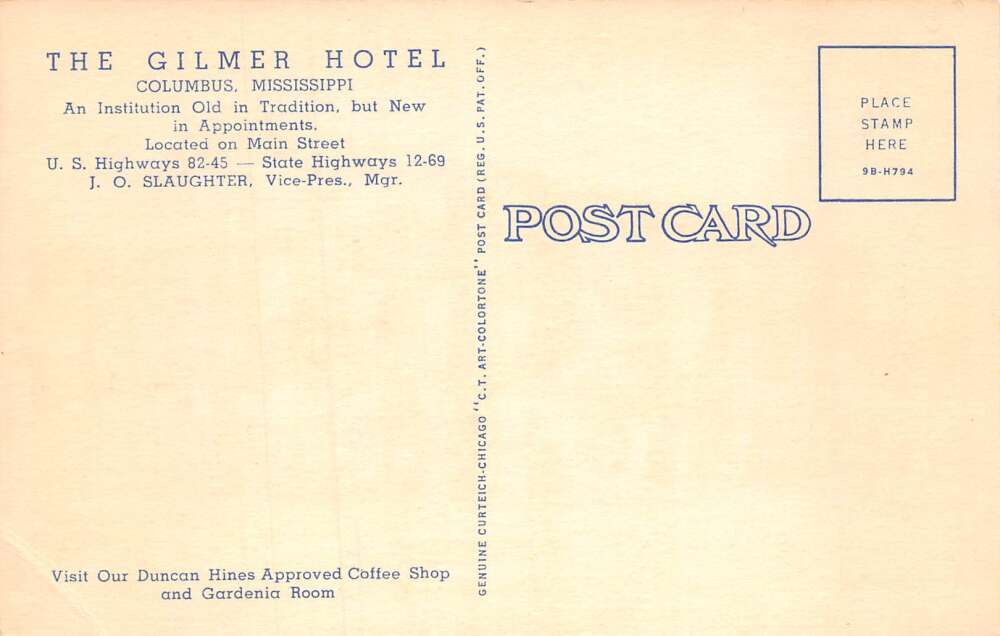 THE GILMER HOTEL
COLUMBUS, MISSISSIPPI
An Institution Old in Tradition, but New
in Appointments.
Located on Main Street
U. S. Highways 82-45 — State Highways 12-69
J. O. SLAUGHTER, Vice-Pres., Mgr.
Visit Our Duncan Hines Approved Coffee Shop
and Gardenia Room
GENUINE CURTEICH-CHICAGO "C.T. ART-COLORTONE" POST CARD (REG. U.S. PAT. OFF.)
POST CARD
PLACE
STAMP
HERE
9B-H794